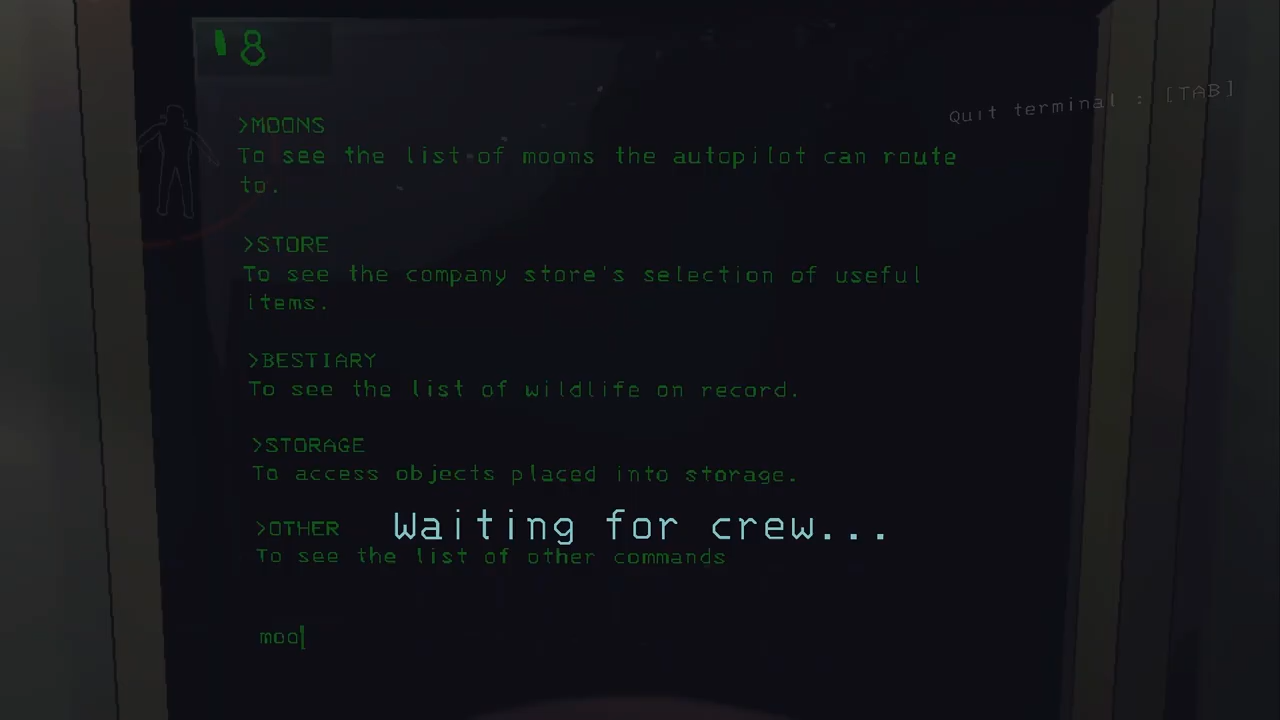 8
Quit terminal : [TAB]
>MOONS
To see the list of moons the autopilot can route
to.
>STORE
To see the company store's selection of useful
items.
>BESTIARY
To see the list of wildlife on record.
>STORAGE
To access objects placed into storage.
>OTHER
Waiting for crew...
To see the list of other commands
moo